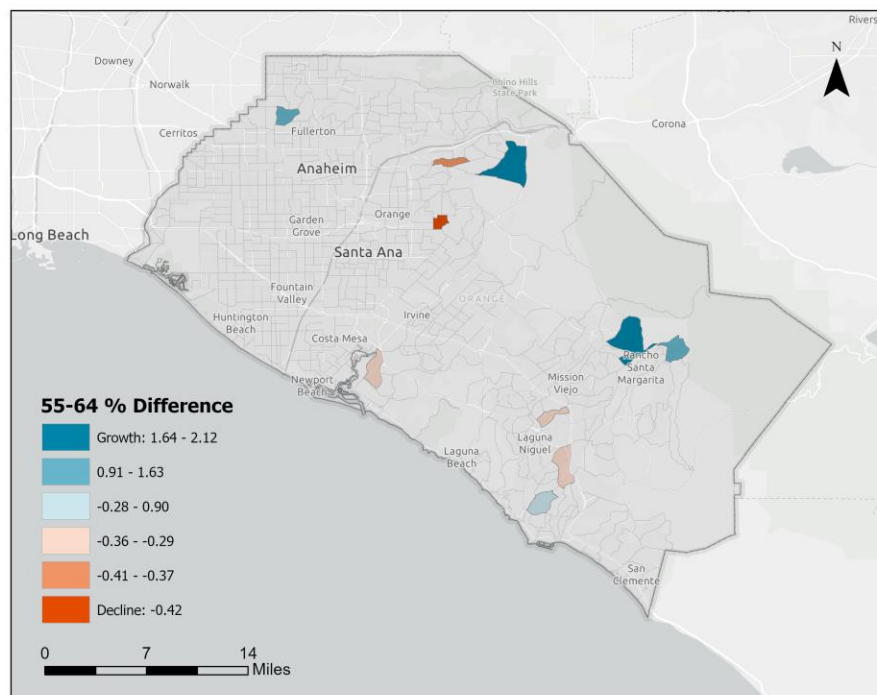 Downey
Rivers
Norwalk
Chino Hills
State Park
N
Cerritos
Fullerton
Corona
Anaheim
Garden
Grove
Orange
Long Beach
Santa Ana
Fountain
Valley
ORANGE
Huntington
Beach
Irvine
Costa Mesa
Rancho
Santa
Margarita
Newport
Beach
Mission
Viejo
Laguna
Niguel
Laguna
Beach
San
Clemente
55-64 % Difference
Growth: 1.64 - 2.12
0.91 - 1.63
-0.28 - 0.90
-0.36 - -0.29
-0.41 - -0.37
Decline: -0.42
0 7 14
Miles